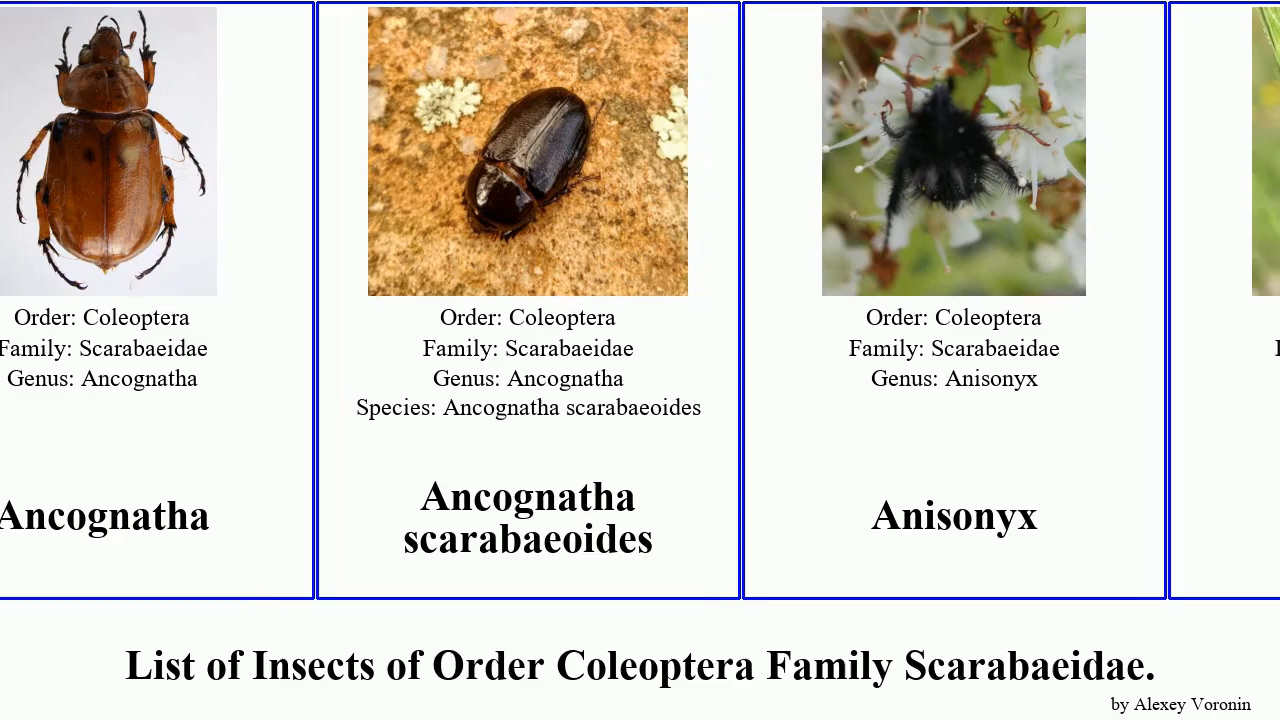 Order: Coleoptera
Family: Scarabaeidae
Genus: Ancognatha
Ancognatha
Order: Coleoptera
Family: Scarabaeidae
Genus: Ancognatha
Species: Ancognatha scarabaeoides
Ancognatha
scarabaeoides
Order: Coleoptera
Family: Scarabaeidae
Genus: Anisonyx
Anisonyx
List of Insects of Order Coleoptera Family Scarabaeidae.
by Alexey Voronin